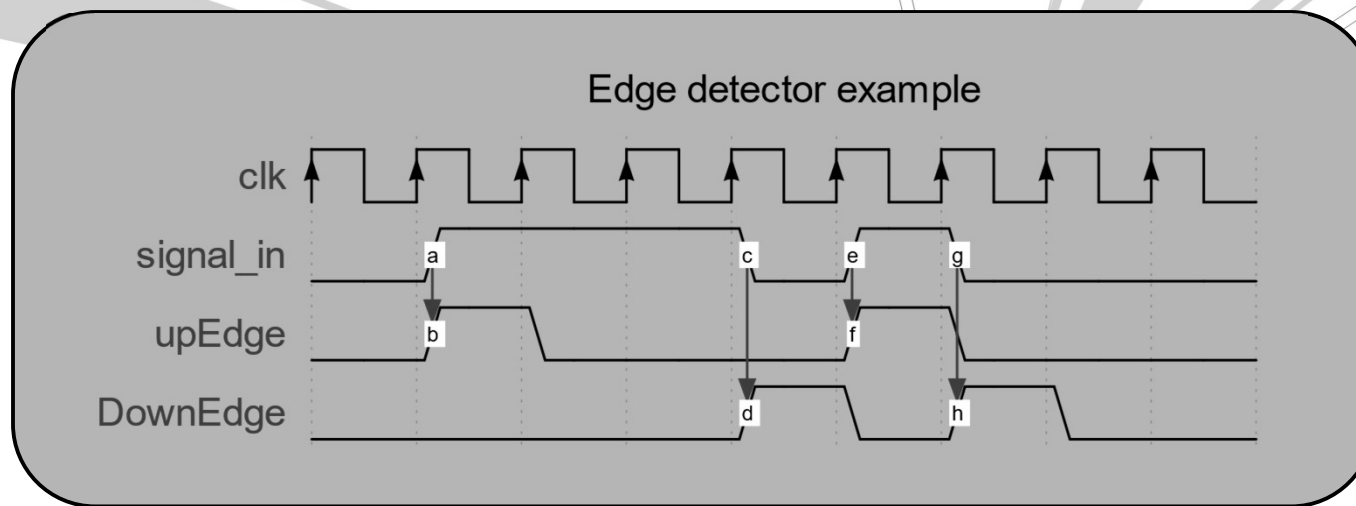 Edge detector example
clk
signal_in
a
c
e
g
upEdge
b
f
DownEdge
d
h